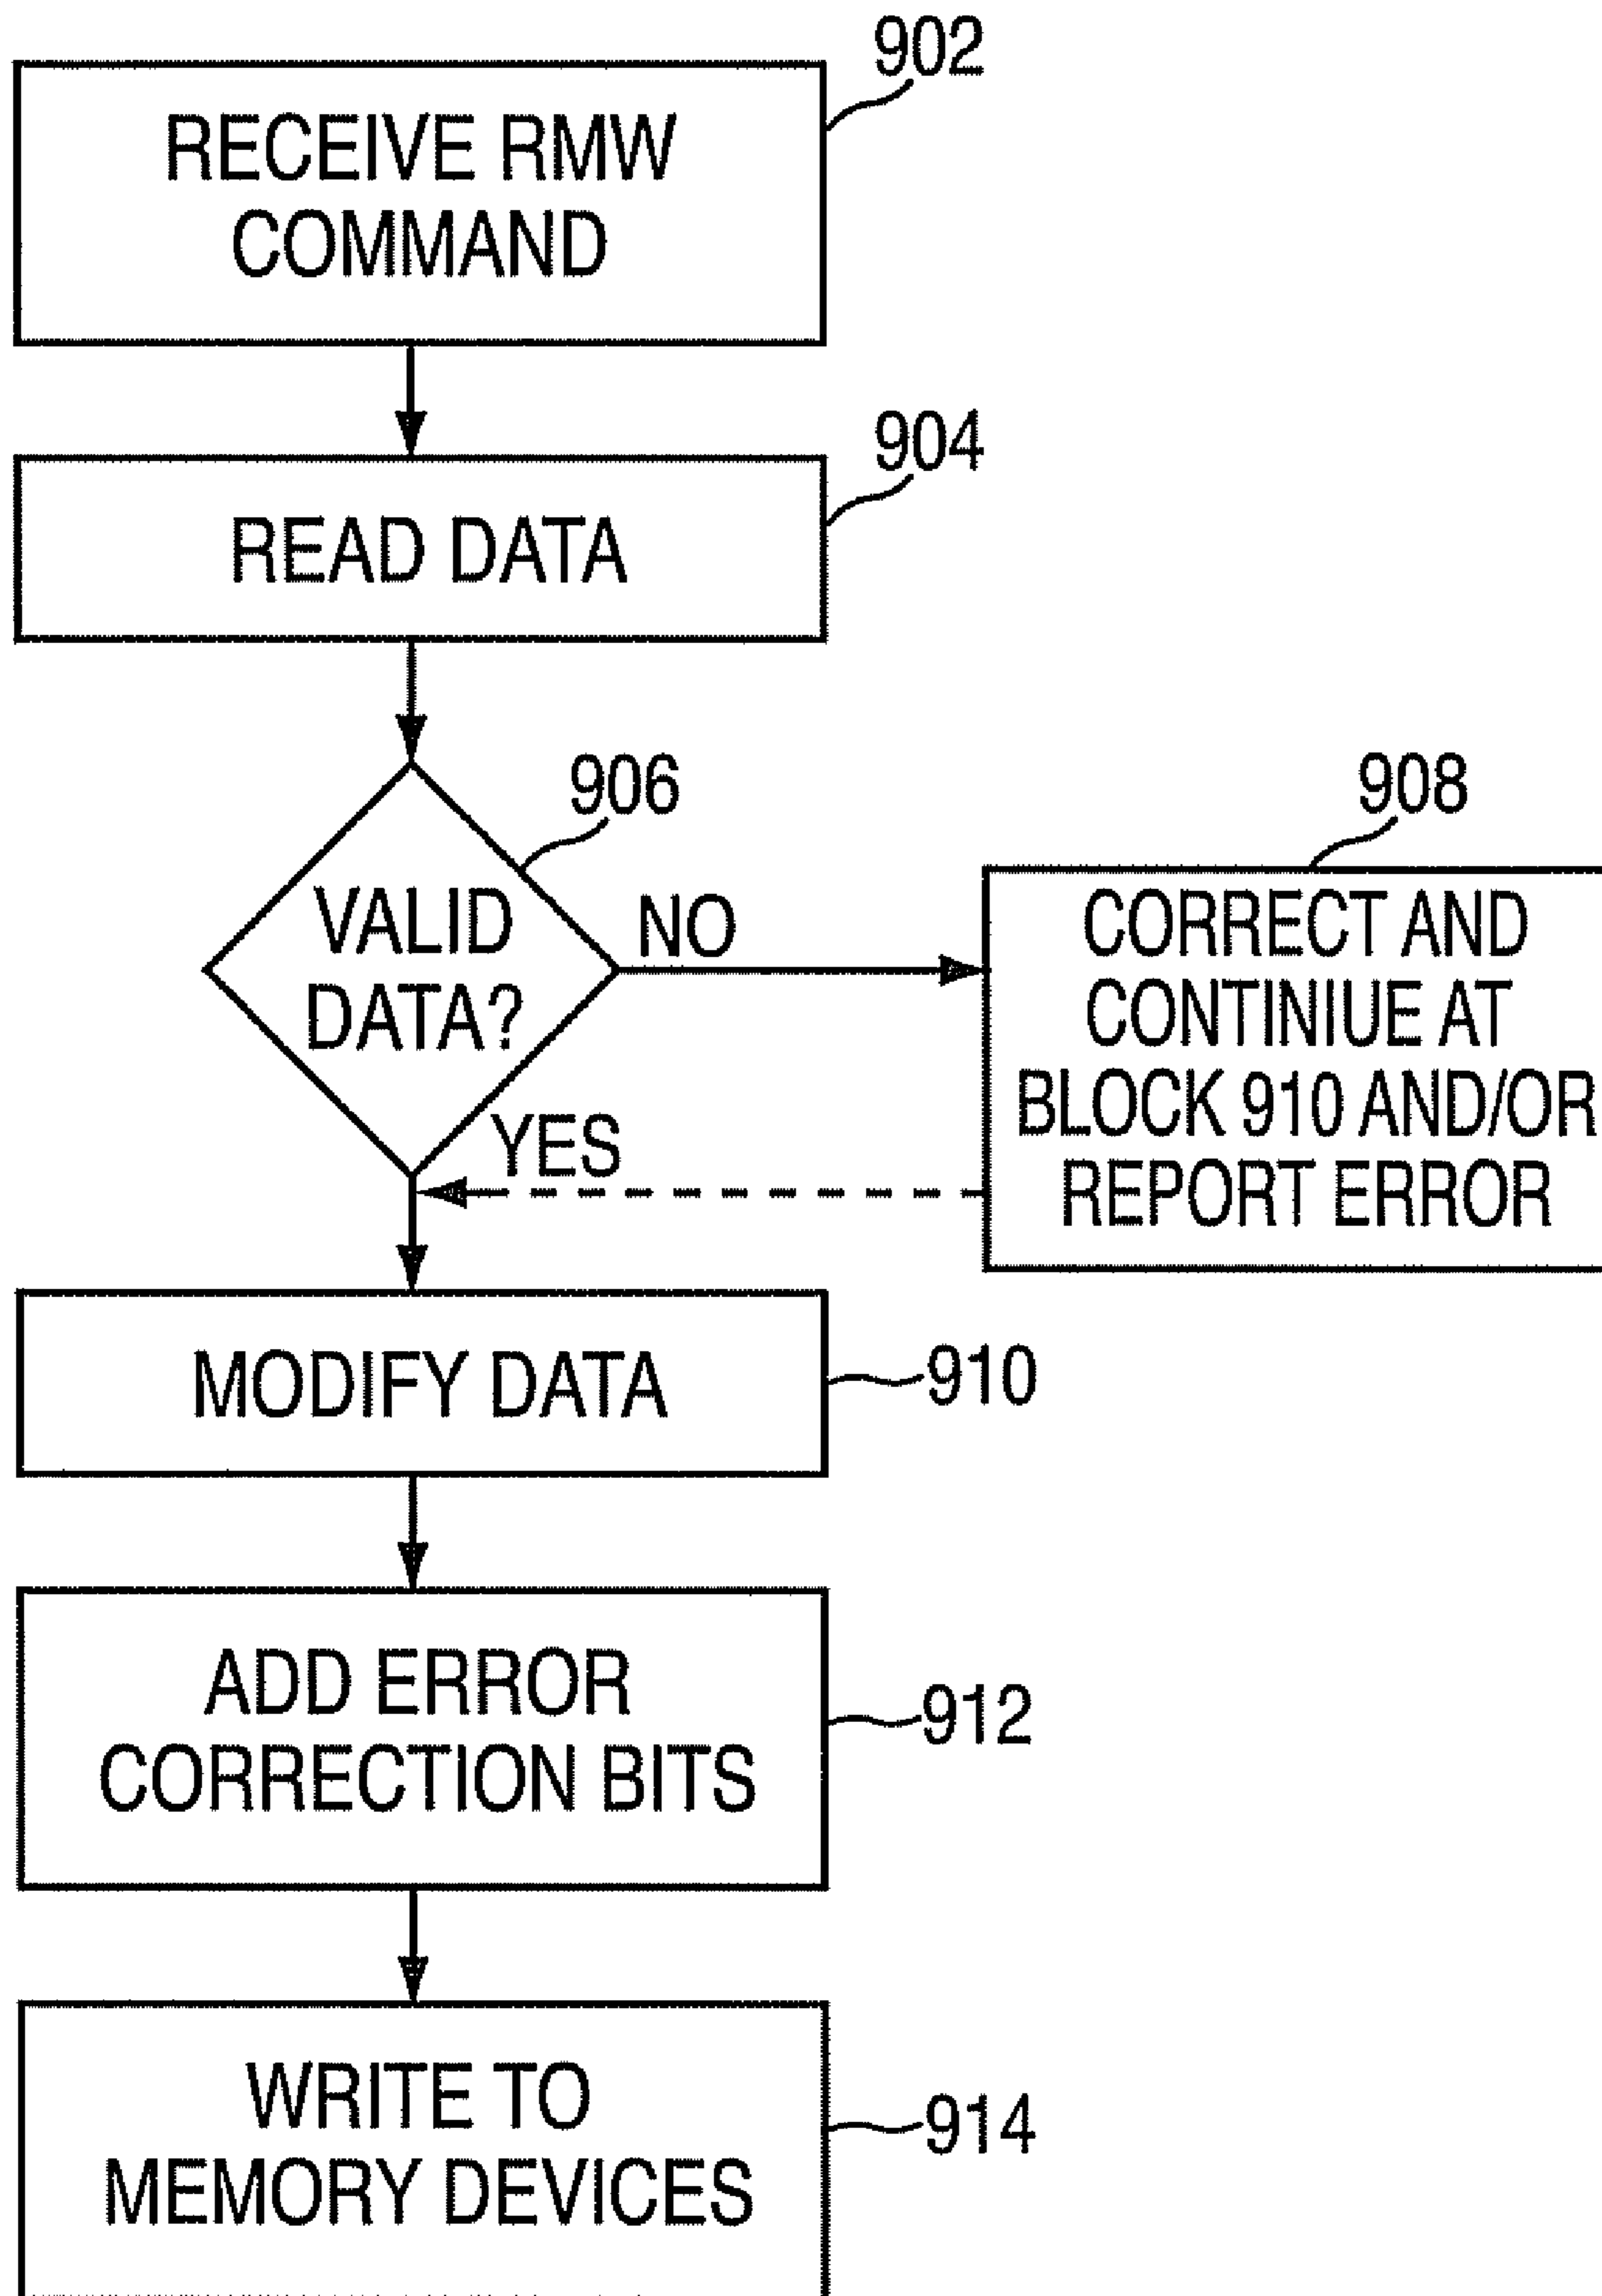 902
RECEIVE RMW
COMMAND
904
READ DATA
906
VALID
DATA?
NO
YES
908
CORRECT AND
CONTINIUE AT
BLOCK 910 AND/OR
REPORT ERROR
MODIFY DATA
910
ADD ERROR
CORRECTION BITS
912
WRITE TO
MEMORY DEVICES
914